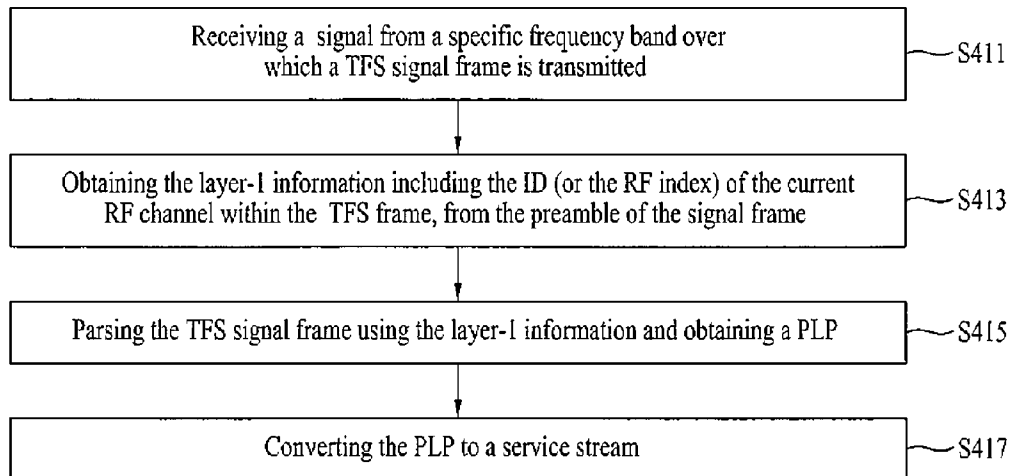 Receiving a signal from a specific frequency band over
which a TFS signal frame is transmitted
S411
Obtaining the layer-1 information including the ID (or the RF index) of the current
RF channel within the TFS frame, from the preamble of the signal frame
S413
Parsing the TFS signal frame using the layer-1 information and obtaining a PLP
S415
Converting the PLP to a service stream
S417